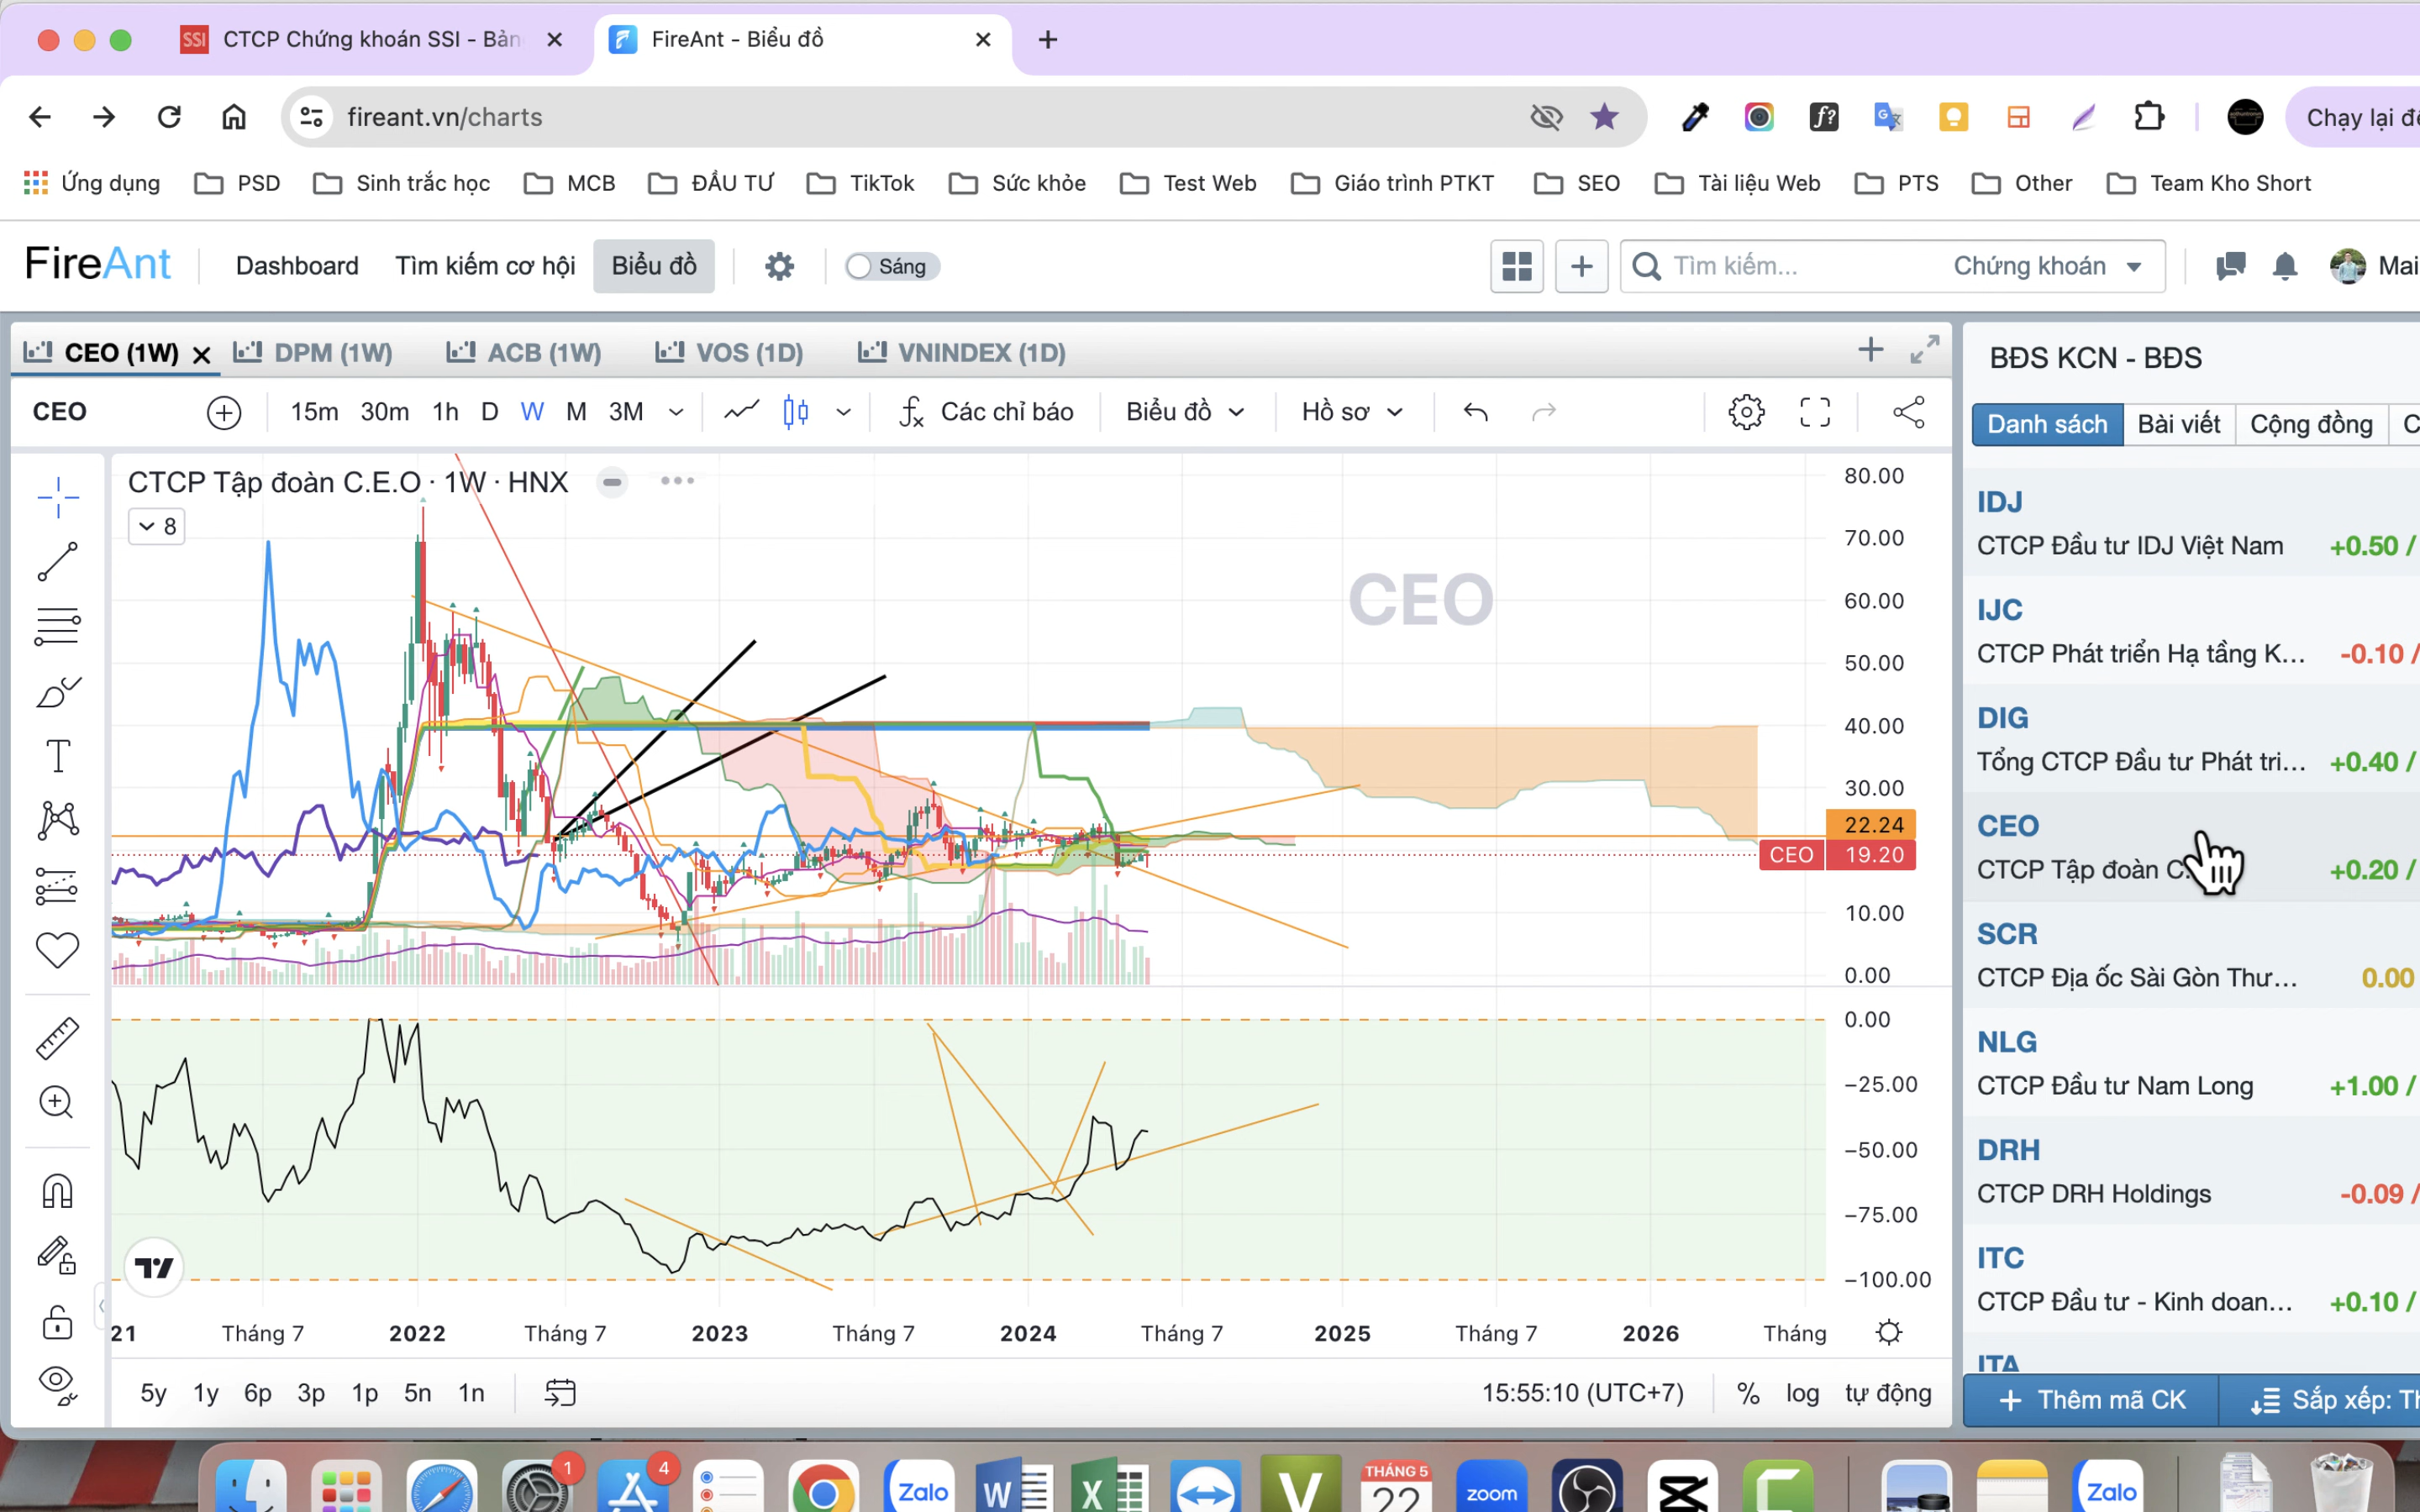 SSI CTCP Chứng khoán SSI - Bản
FireAnt - Biểu đồ
fireant.vn/charts
Chạy lại đ
Ứng dụng PSD Sinh trắc học MCB ĐẦU TƯ TikTok Sức khỏe Test Web Giáo trình PTKT SEO Tài liệu Web PTS Other Team Kho Short
FireAnt Dashboard Tìm kiếm cơ hội Biểu đồ Sáng Tìm kiếm... Chứng khoán Mai
CEO (1W) DPM (1W) ACB (1W) VOS (1D) VNINDEX (1D)
CEO 15m 30m 1h D W M 3M Các chỉ báo Biểu đồ Hồ sơ
CTCP Tập đoàn C.E.O · 1W · HNX
8
CEO
80.00
70.00
60.00
50.00
40.00
30.00
22.24
CEO 19.20
10.00
0.00
0.00
−25.00
−50.00
−75.00
−100.00
21 Tháng 7 2022 Tháng 7 2023 Tháng 7 2024 Tháng 7 2025 Tháng 7 2026 Tháng
5y 1y 6p 3p 1p 5n 1n 15:55:10 (UTC+7) % log tự động
BĐS KCN - BĐS
Danh sách Bài viết Cộng đồng C
IDJ
CTCP Đầu tư IDJ Việt Nam +0.50 /
IJC
CTCP Phát triển Hạ tầng K... -0.10 /
DIG
Tổng CTCP Đầu tư Phát tri... +0.40 /
CEO
CTCP Tập đoàn C +0.20 /
SCR
CTCP Địa ốc Sài Gòn Thư... 0.00
NLG
CTCP Đầu tư Nam Long +1.00 /
DRH
CTCP DRH Holdings -0.09 /
ITC
CTCP Đầu tư - Kinh doan... +0.10 /
ITA
+ Thêm mã CK Sắp xếp: T
1 4 Zalo W X V THÁNG 5 22 zoom Zalo